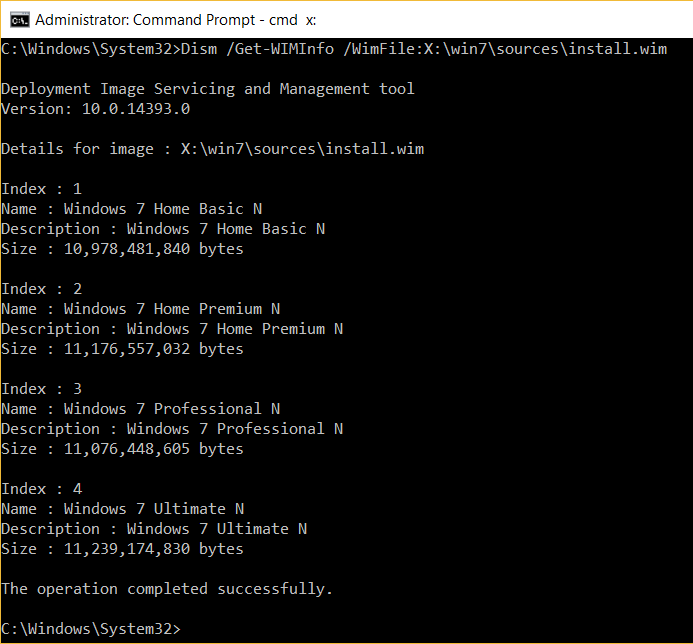 Administrator: Command Prompt - cmd  x:
C:\Windows\System32>Dism /Get-WIMInfo /WimFile:X:\win7\sources\install.wim
Deployment Image Servicing and Management tool
Version: 10.0.14393.0
Details for image : X:\win7\sources\install.wim
Index : 1
Name : Windows 7 Home Basic N
Description : Windows 7 Home Basic N
Size : 10,978,481,840 bytes
Index : 2
Name : Windows 7 Home Premium N
Description : Windows 7 Home Premium N
Size : 11,176,557,032 bytes
Index : 3
Name : Windows 7 Professional N
Description : Windows 7 Professional N
Size : 11,076,448,605 bytes
Index : 4
Name : Windows 7 Ultimate N
Description : Windows 7 Ultimate N
Size : 11,239,174,830 bytes
The operation completed successfully.
C:\Windows\System32>